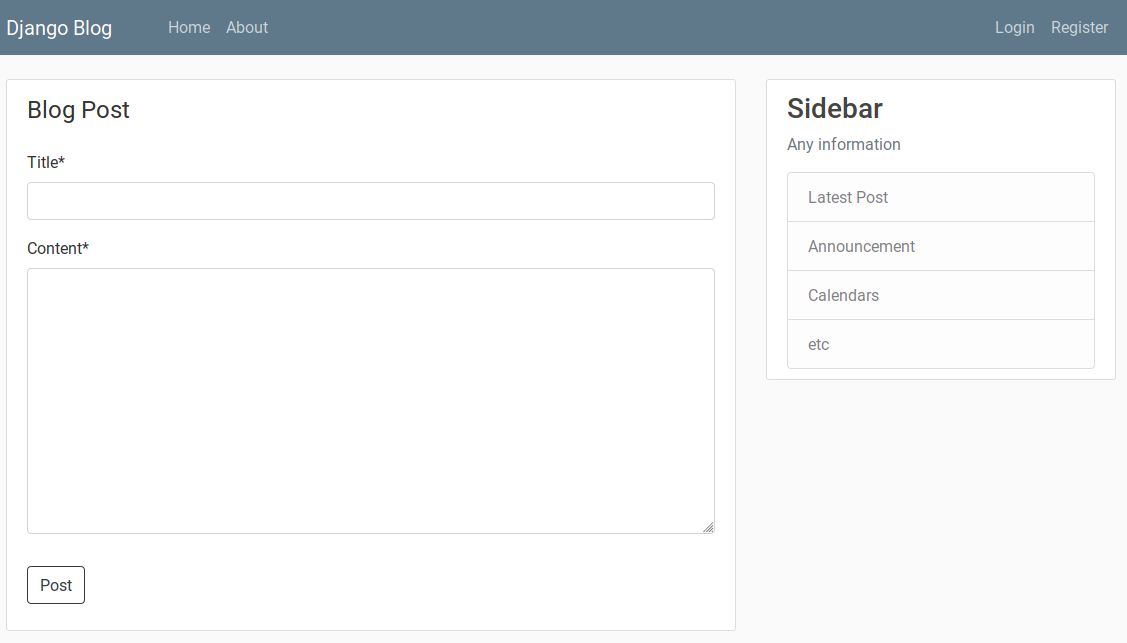 Django Blog Home About Login Register
Blog Post
Title*
Content*
Post
Sidebar
Any information
Latest Post
Announcement
Calendars
etc